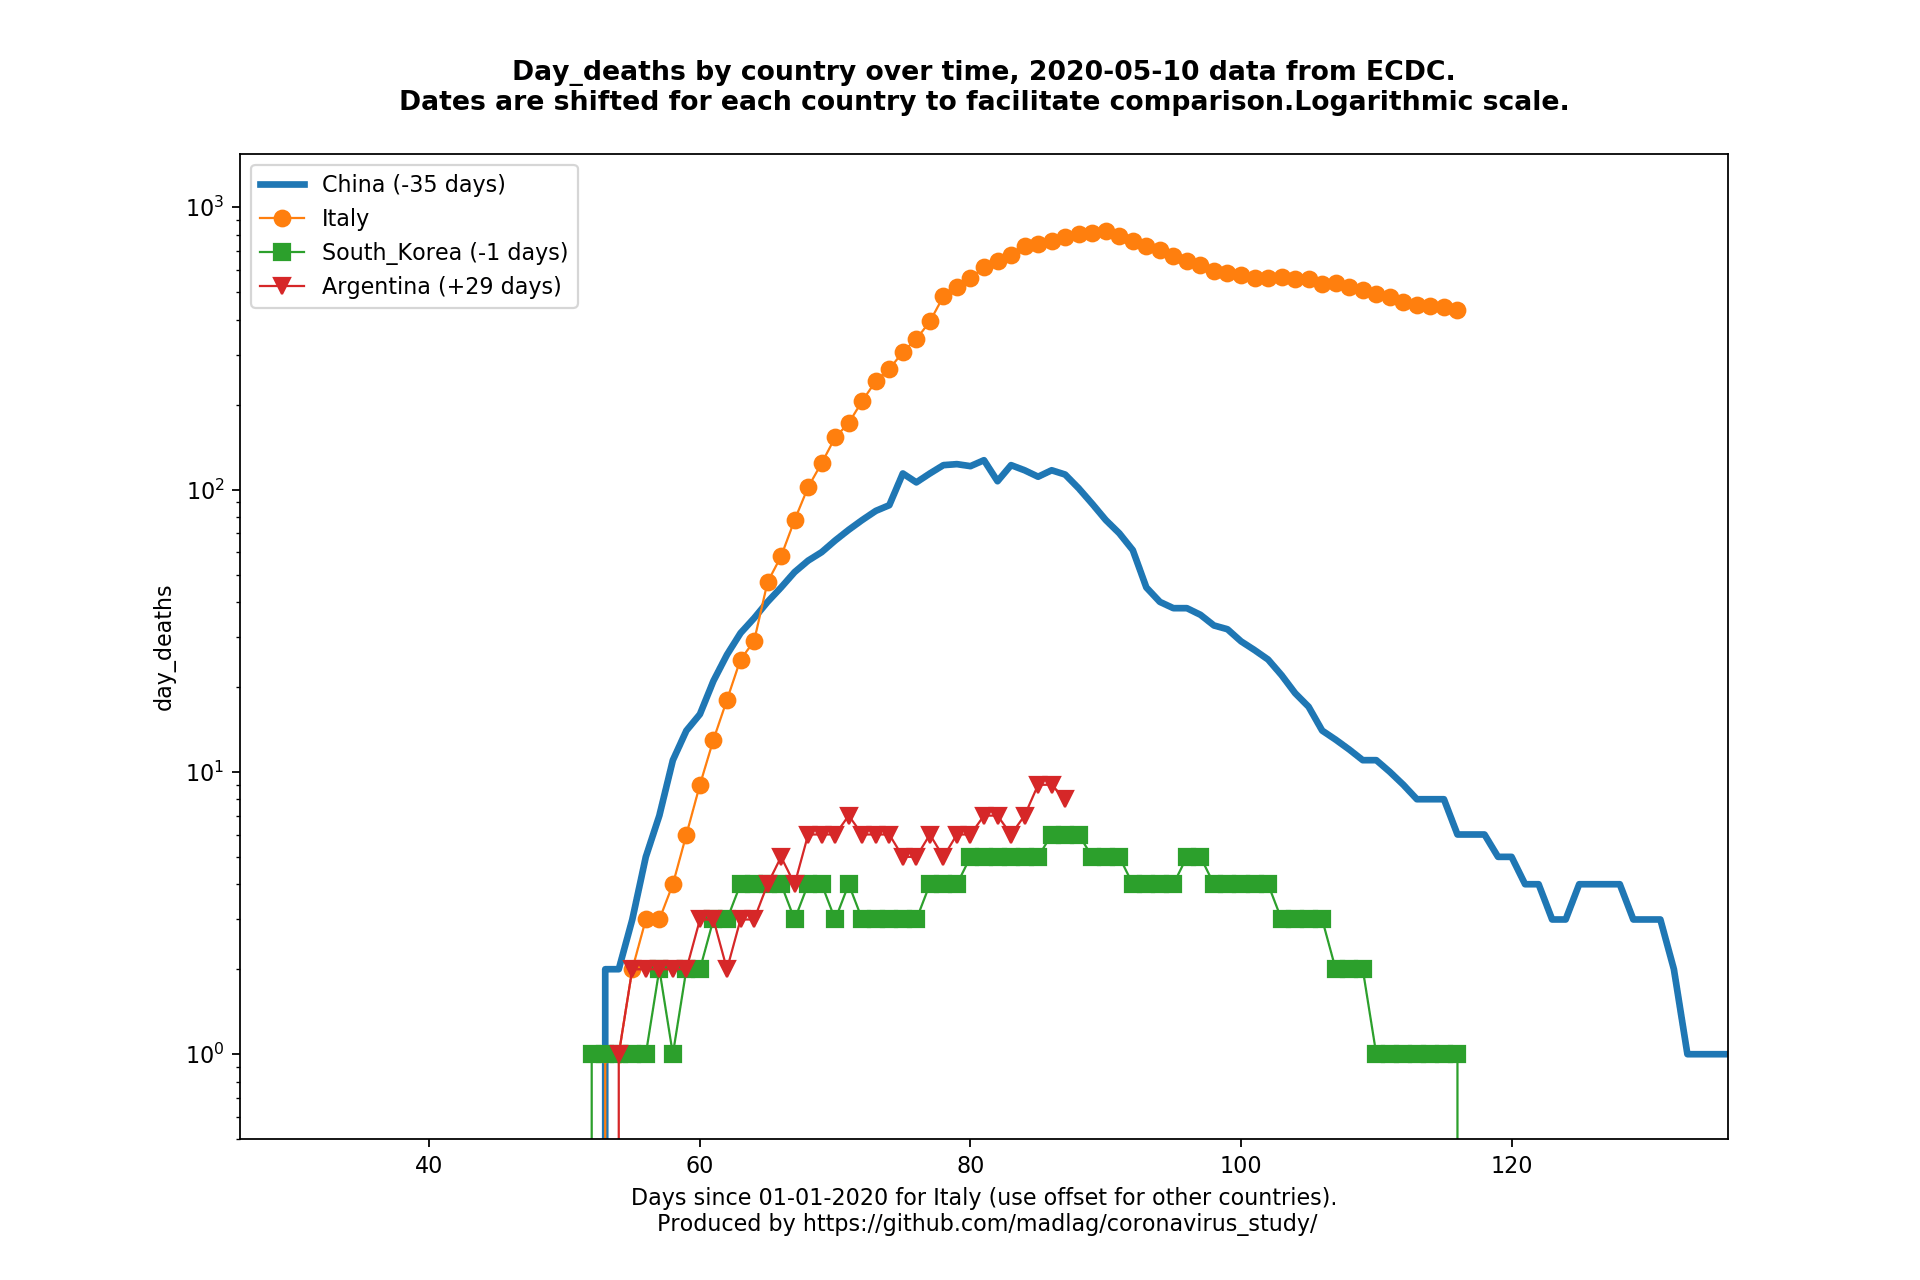 Day_deaths by country over time, 2020-05-10 data from ECDC.
Dates are shifted for each country to facilitate comparison.Logarithmic scale.
China (-35 days)
Italy
South_Korea (-1 days)
Argentina (+29 days)
10³
10²
10¹
10⁰
day_deaths
40 60 80 100 120
Days since 01-01-2020 for Italy (use offset for other countries).
Produced by https://github.com/madlag/coronavirus_study/